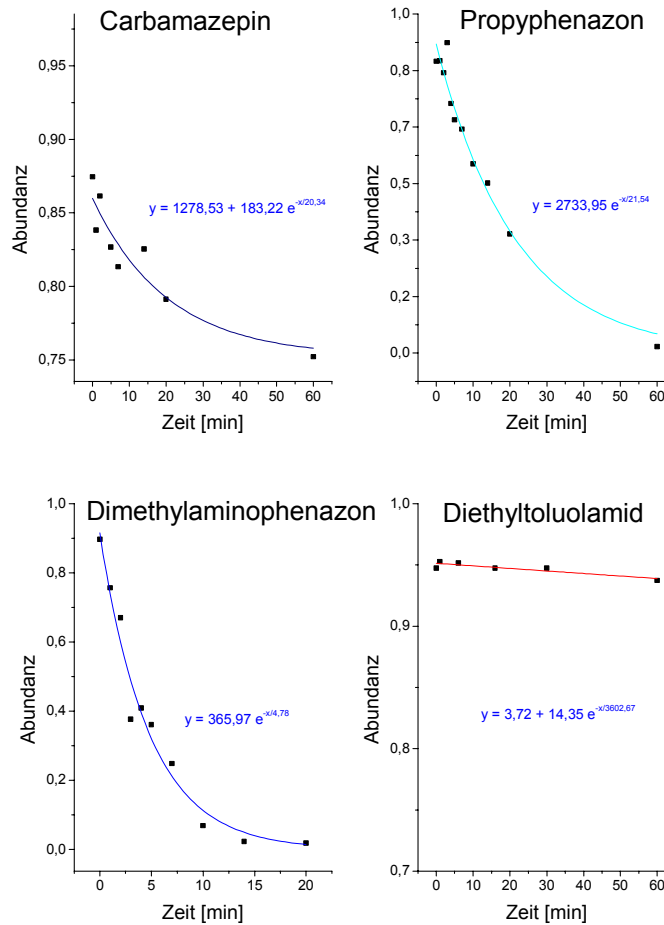 Carbamazepin
0,95
0,90
0,85
0,80
0,75
Abundanz
y = 1278,53 + 183,22 e^-x/20,34
0 10 20 30 40 50 60
Zeit [min]
Propyphenazon
1,0
0,8
0,7
0,5
0,3
0,2
0,0
Abundanz
y = 2733,95 e^-x/21,54
0 10 20 30 40 50 60
Zeit [min]
Dimethylaminophenazon
1,0
0,8
0,6
0,4
0,2
0,0
Abundanz
y = 365,97 e^-x/4,78
0 5 10 15 20
Zeit [min]
Diethyltoluolamid
1,0
0,9
0,8
0,7
Abundanz
y = 3,72 + 14,35 e^-x/3602,67
0 10 20 30 40 50 60
Zeit [min]